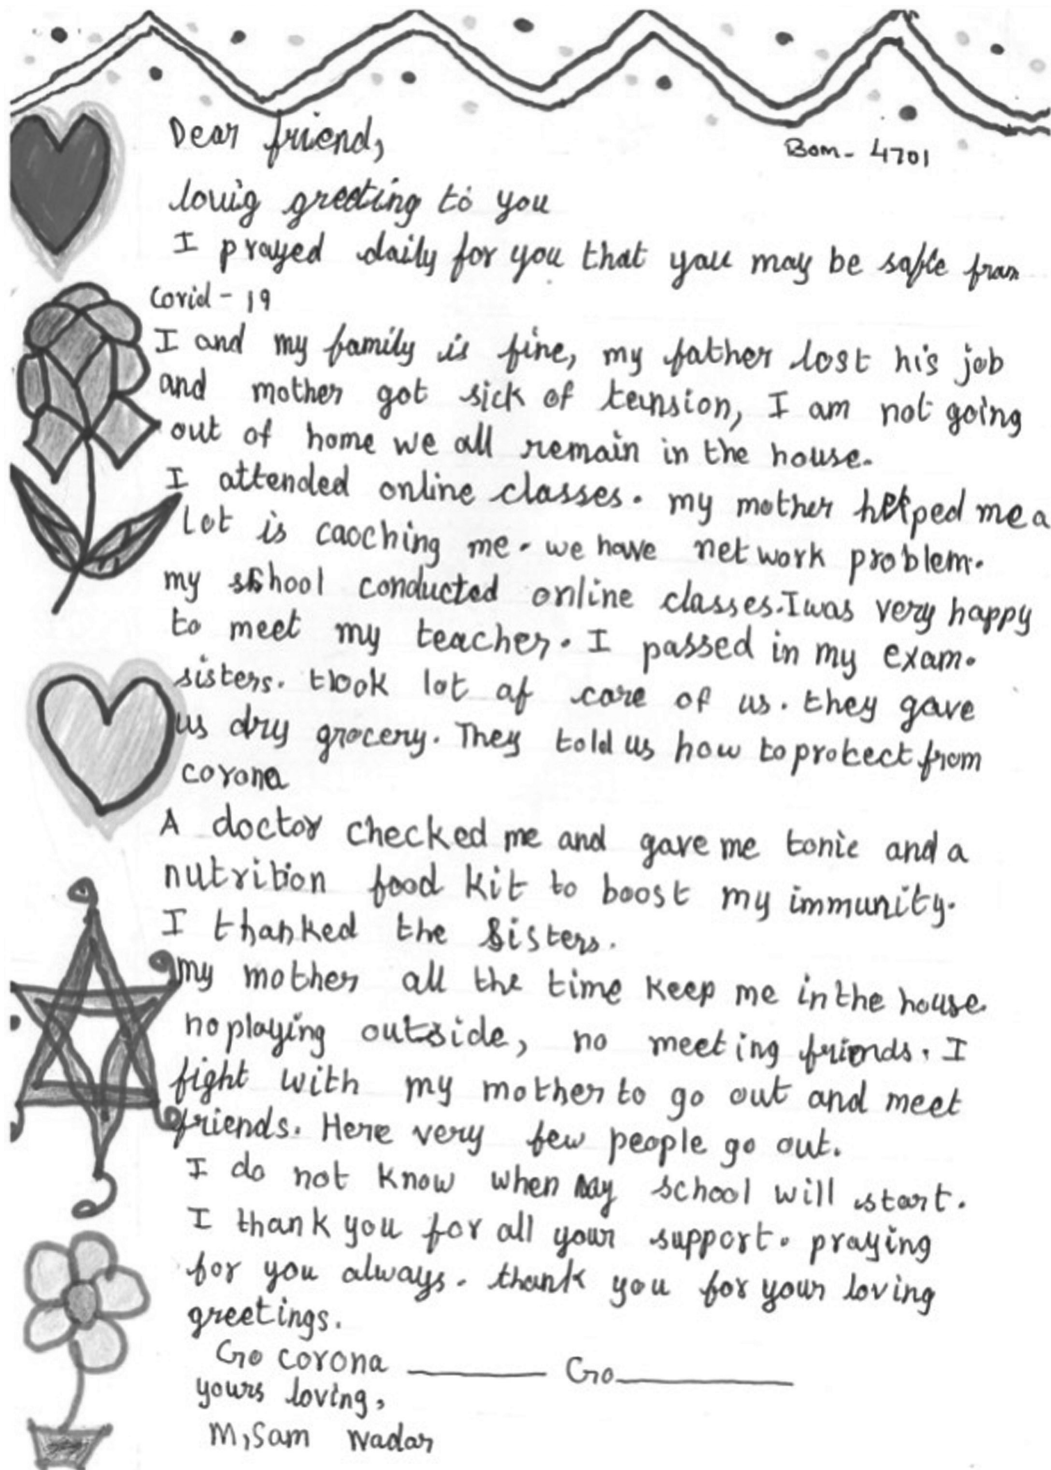 Dear friend,
Bom- 4701
lovig greeting to you
I prayed daily for you that you may be safe from
Covid-19
I and my family is fine, my father lost his job
and mother got sick of tension, I am not going
out of home we all remain in the house.
I attended online classes. my mother helped me a
lot is caoching me. we have network problem.
my school conducted online classes. I was very happy
to meet my teacher. I passed in my exam.
sisters. took lot of care of us. they gave
us dry grocery. They told us how to protect from
corona
A doctor checked me and gave me tonic and a
nutrition food kit to boost my immunity.
I thanked the Sisters.
my mother all the time keep me in the house.
no playing outside, no meeting friends. I
fight with my mother to go out and meet
friends. Here very few people go out.
I do not know when my school will start.
I thank you for all your support. praying
for you always. thank you for your loving
greetings.
Go corona ________ Go__________
yours loving,
M, Sam Nadar